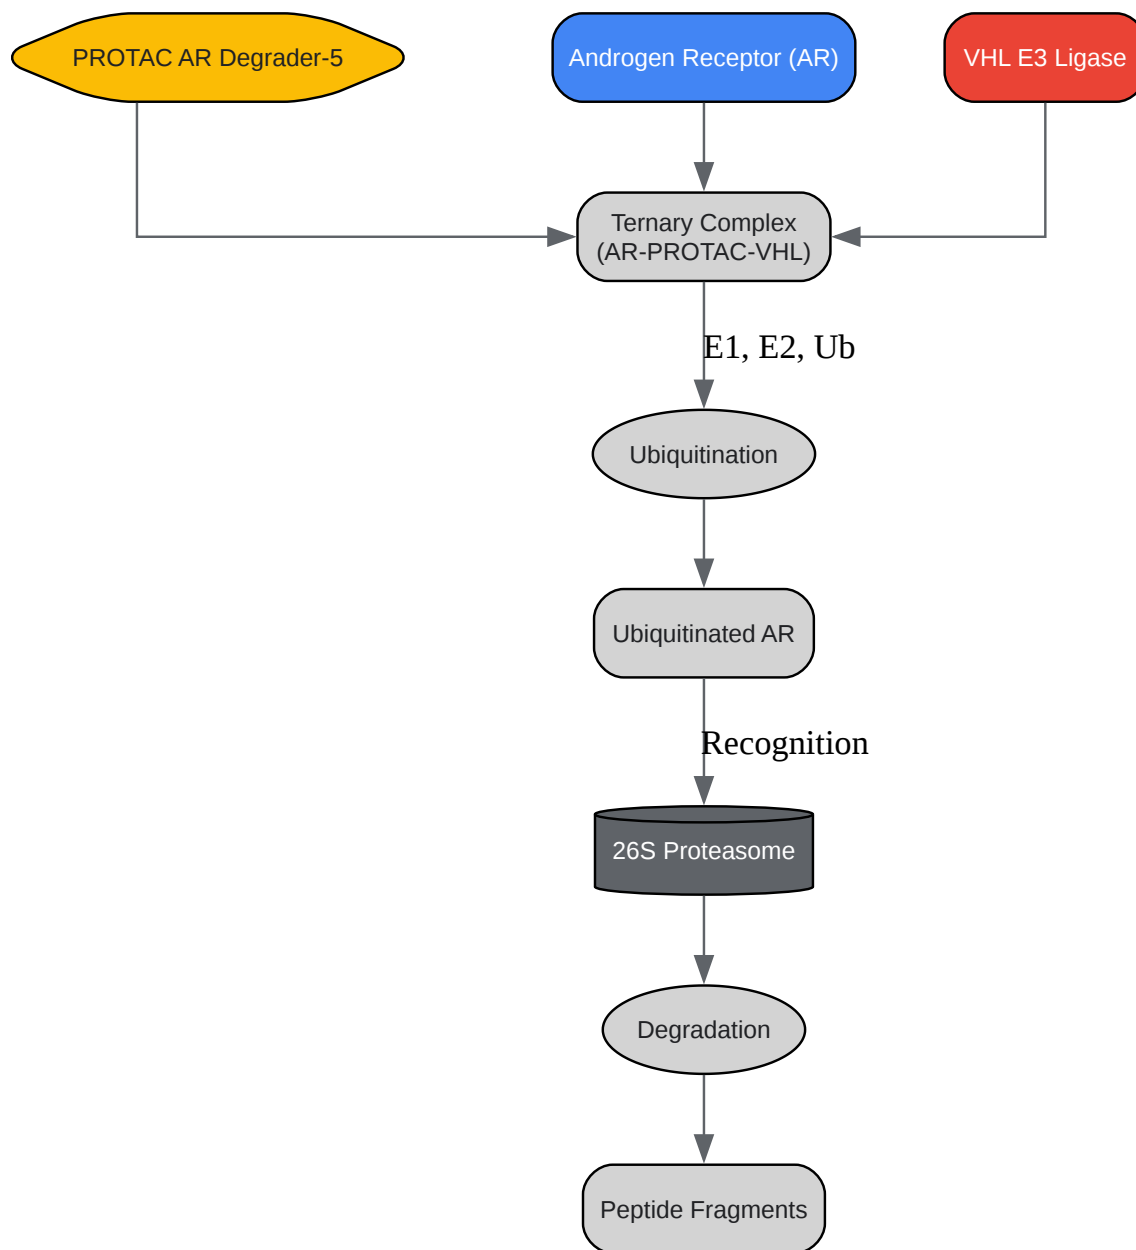 PROTAC AR Degrader-5
Androgen Receptor (AR)
VHL E3 Ligase
Ternary Complex
(AR-PROTAC-VHL)
E1, E2, Ub
Ubiquitination
Ubiquitinated AR
Recognition
26S Proteasome
Degradation
Peptide Fragments